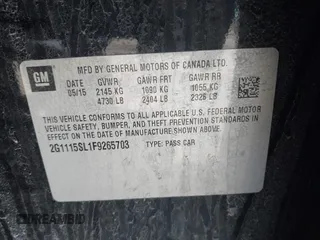 GM
MFD BY GENERAL MOTORS OF CANADA LTD.
DATE GVWR GAWR FRT GAWR RR
05/15 2145 KG 1090 KG 1055 KG
4730 LB 2404 LB 2326 LB
THIS VEHICLE CONFORMS TO ALL APPLICABLE U.S. FEDERAL MOTOR
VEHICLE SAFETY, BUMPER, AND THEFT PREVENTION STANDARDS IN
EFFECT ON THE DATE OF MANUFACTURE SHOWN ABOVE.
2G1115SL1F9265703 TYPE: PASS CAR
AUTOBIDMASTER